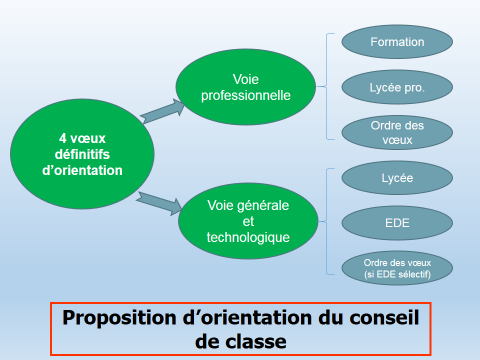 4 vœux
définitifs
d'orientation
Voie
professionnelle
Formation
Lycée pro.
Ordre des
vœux
Voie générale
et
technologique
Lycée
EDE
Ordre des vœux
(si EDE sélectif)
Proposition d'orientation du conseil
de classe